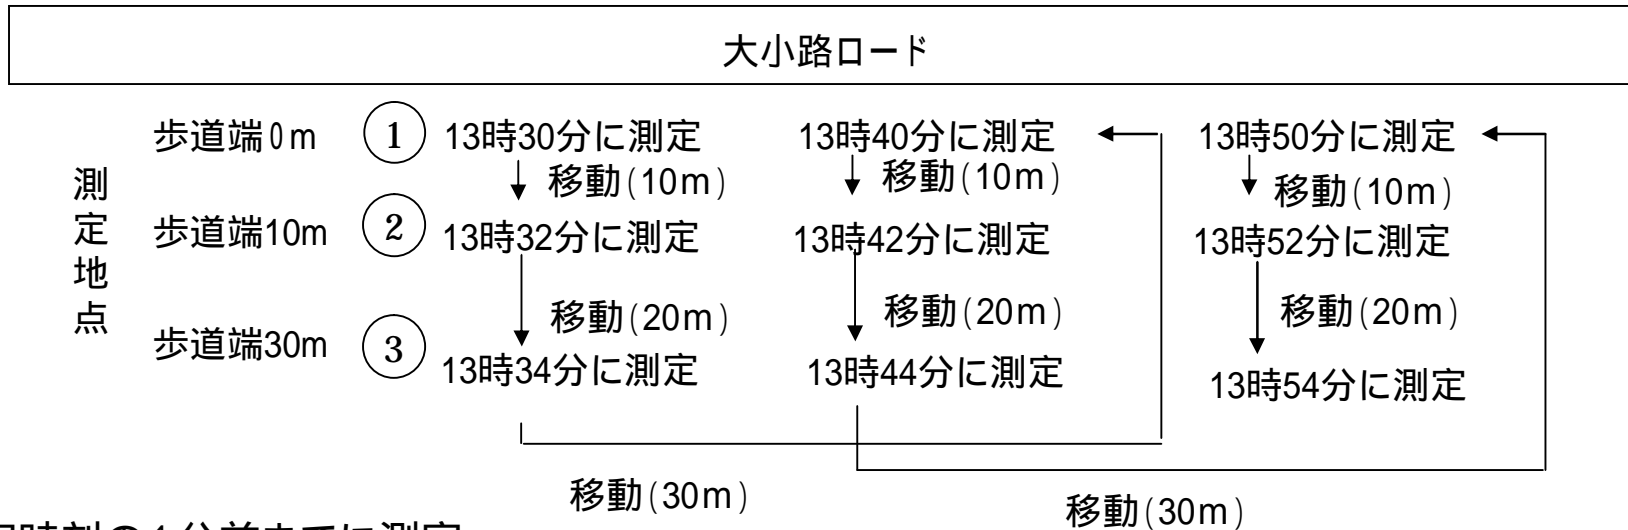 大小路ロード
測定地点
歩道端0m ① 13時30分に測定 13時40分に測定 13時50分に測定
移動(10m) 移動(10m) 移動(10m)
歩道端10m ② 13時32分に測定 13時42分に測定 13時52分に測定
移動(20m) 移動(20m) 移動(20m)
歩道端30m ③ 13時34分に測定 13時44分に測定 13時54分に測定
移動(30m) 移動(30m)